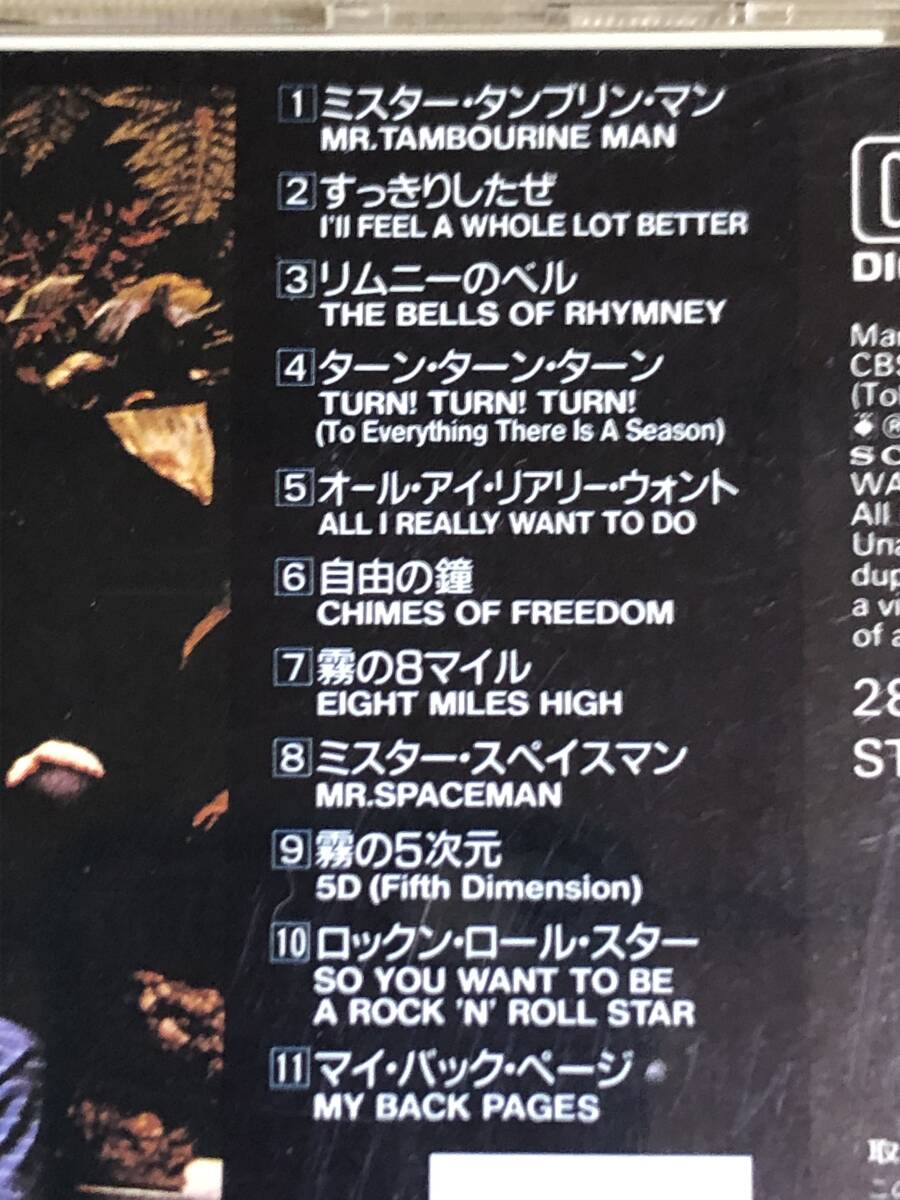 1 ミスター・タンブリン・マン
MR.TAMBOURINE MAN
2 すっきりしたぜ
I'll FEEL A WHOLE LOT BETTER
3 リムニーのベル
THE BELLS OF RHYMNEY
4 ターン・ターン・ターン
TURN! TURN! TURN!
(To Everything There Is A Season)
5 オール・アイ・リアリー・ウォント
ALL I REALLY WANT TO DO
6 自由の鐘
CHIMES OF FREEDOM
7 霧の8マイル
EIGHT MILES HIGH
8 ミスター・スペイスマン
MR.SPACEMAN
9 霧の5次元
5D (Fifth Dimension)
10 ロックン・ロール・スター
SO YOU WANT TO BE
A ROCK 'N' ROLL STAR
11 マイ・バック・ページ
MY BACK PAGES
CBS
All
of a
28
ST
取